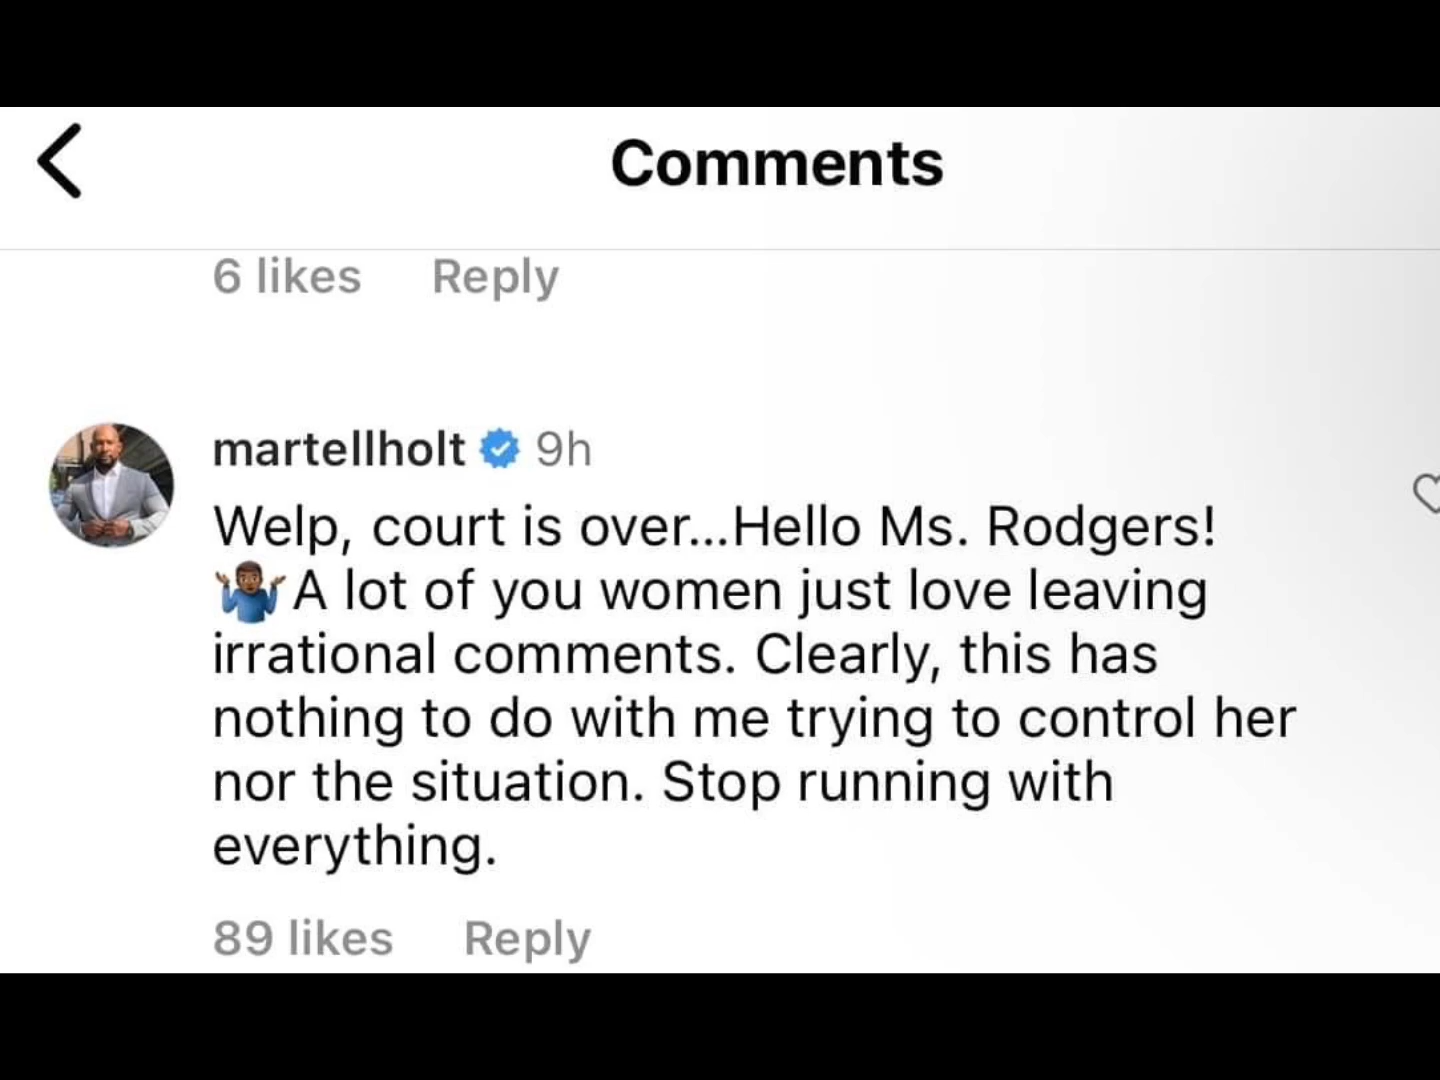 Comments
6 likes Reply
martellholt 9h
Welp, court is over...Hello Ms. Rodgers!
🤷🏾‍♂️A lot of you women just love leaving
irrational comments. Clearly, this has
nothing to do with me trying to control her
nor the situation. Stop running with
everything.
89 likes Reply